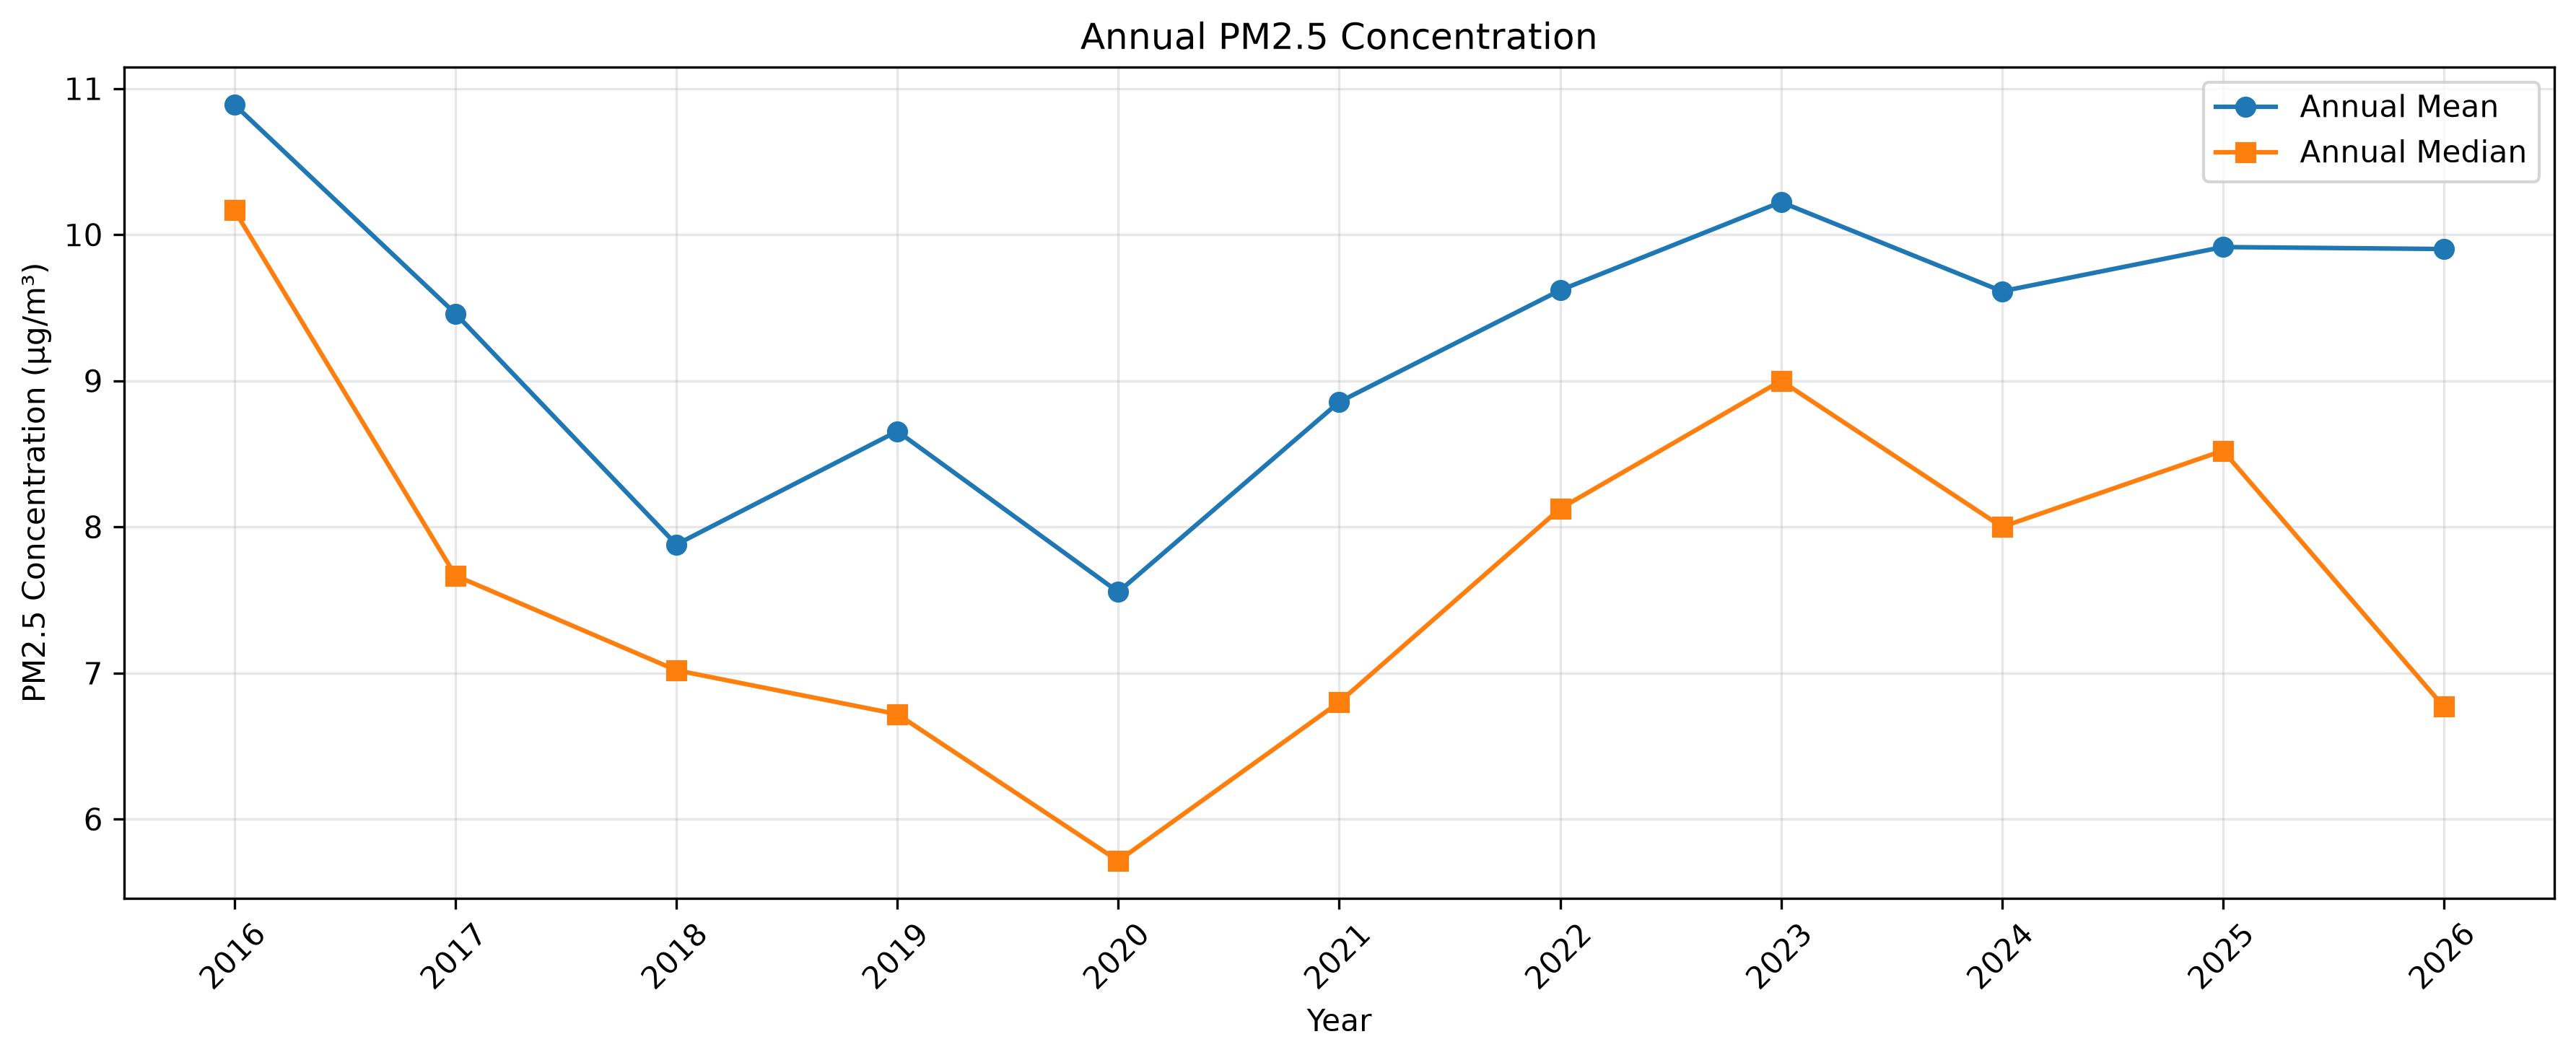 Annual PM2.5 Concentration
Annual Mean
Annual Median
PM2.5 Concentration (µg/m³)
11
10
9
8
7
6
2016 2017 2018 2019 2020 2021 2022 2023 2024 2025 2026
Year